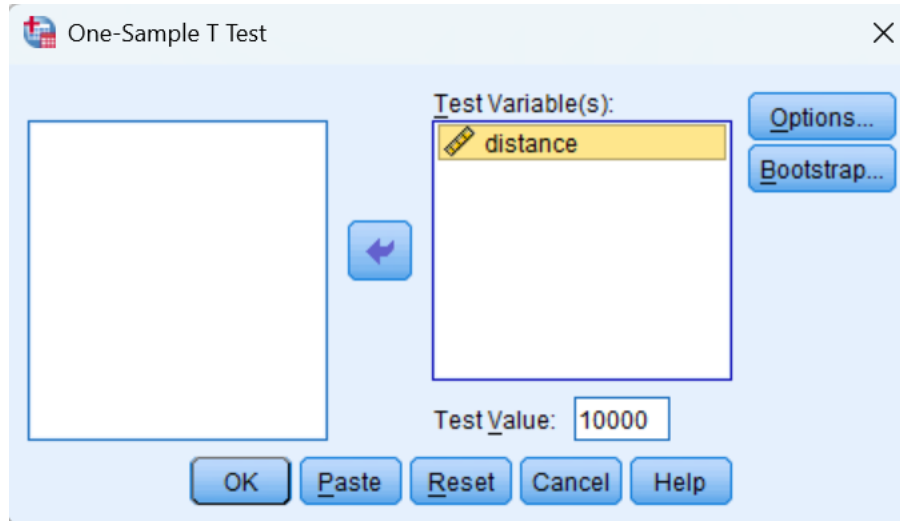 One-Sample T Test
Test Variable(s):
distance
Options...
Bootstrap...
Test Value: 10000
OK Paste Reset Cancel Help